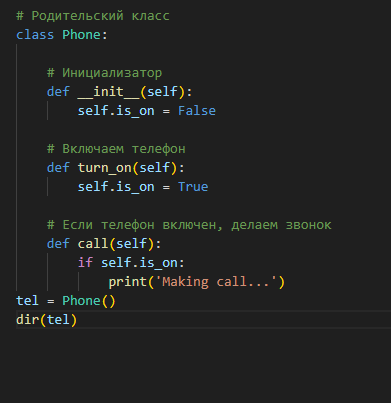 # Родительский класс
class Phone:
# Инициализатор
def __init__(self):
self.is_on = False
# Включаем телефон
def turn_on(self):
self.is_on = True
# Если телефон включен, делаем звонок
def call(self):
if self.is_on:
print('Making call...')
tel = Phone()
dir(tel)